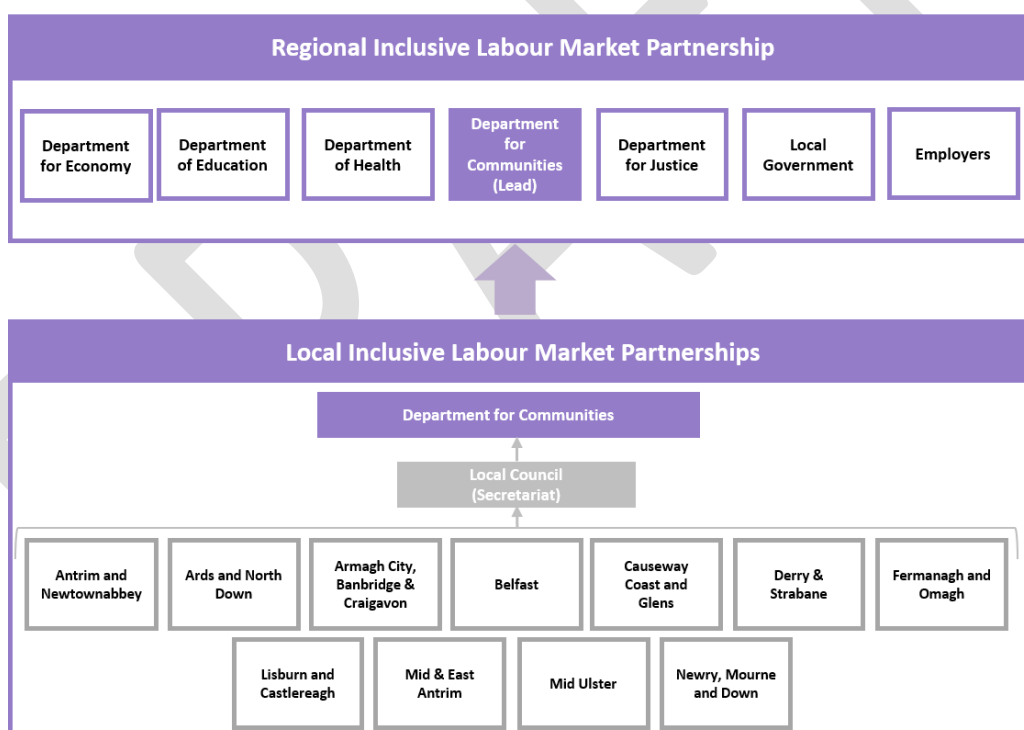 Regional Inclusive Labour Market Partnership
Department
for Economy
Department
of Education
Department
of Health
Department
for
Communities
(Lead)
Department
for Justice
Local
Government
Employers
Local Inclusive Labour Market Partnerships
Department for Communities
Local Council
(Secretariat)
Antrim and
Newtownabbey
Ards and North
Down
Armagh City,
Banbridge &
Craigavon
Belfast
Causeway
Coast and
Glens
Derry &
Strabane
Fermanagh and
Omagh
Lisburn and
Castlereagh
Mid & East
Antrim
Mid Ulster
Newry, Mourne
and Down